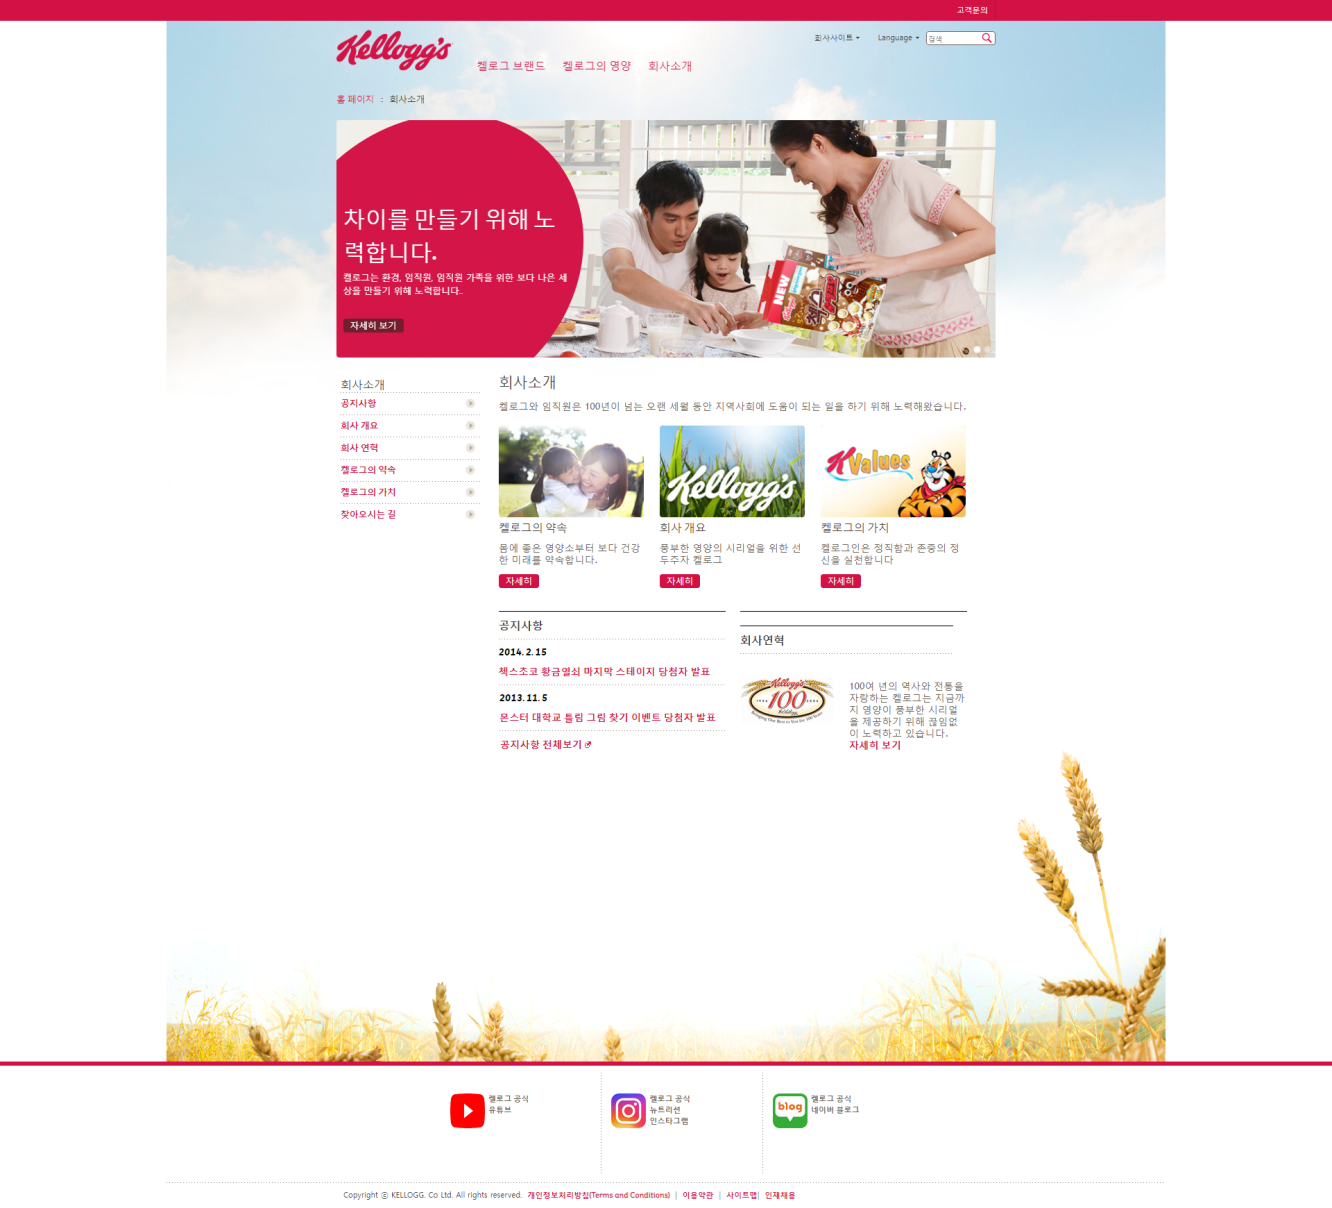 고객문의
Kellogg's
회사사이트
Language
검색
켈로그 브랜드
켈로그의 영양
회사소개
홈 페이지 : 회사소개
차이를 만들기 위해 노
력합니다.
켈로그는 환경, 임직원, 임직원 가족을 위한 보다 나은 세
상을 만들기 위해 노력합니다..
자세히 보기
NEW
회사소개
공지사항
회사 개요
회사 연혁
켈로그의 약속
켈로그의 가치
찾아오시는 길
회사소개
켈로그와 임직원은 100년이 넘는 오랜 세월 동안 지역사회에 도움이 되는 일을 하기 위해 노력해왔습니다.
Kellogg's
K Values
켈로그의 약속
몸에 좋은 영양소부터 보다 건강
한 미래를 약속합니다.
자세히
회사 개요
풍부한 영양의 시리얼을 위한 선
두주자 켈로그
자세히
켈로그의 가치
켈로그인은 정직함과 존중의 정
신을 실천합니다
자세히
공지사항
2014. 2. 15
첵스초코 황금열쇠 마지막 스테이지 당첨자 발표
2013. 11. 5
몬스터 대학교 틀림 그림 찾기 이벤트 당첨자 발표
공지사항 전체보기
회사연혁
Kellogg's
100
100여 년의 역사와 전통을
자랑하는 켈로그는 지금까
지 영양이 풍부한 시리얼
을 제공하기 위해 끊임없
이 노력하고 있습니다.
자세히 보기
켈로그 공식
유튜브
켈로그 공식
뉴트리션
인스타그램
blog
켈로그 공식
네이버 블로그
Copyright ⓒ KELLOGG. Co Ltd. All rights reserved. 개인정보처리방침(Terms and Conditions) | 이용약관 | 사이트맵| 인재채용